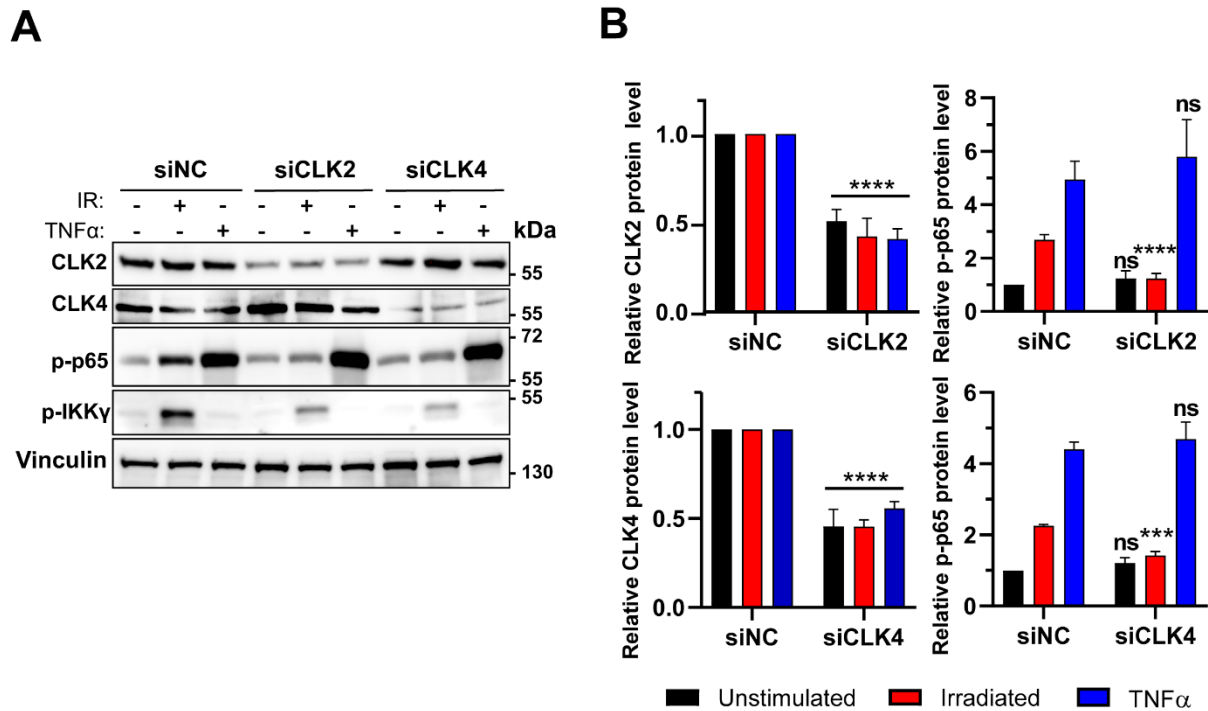 A
siNC siCLK2 siCLK4
IR: - + - - + - - + -
TNFα: - - + - - + - - + kDa
CLK2
55
CLK4
55
p-p65
72
55
p-IKKγ
55
Vinculin
130
B
Relative CLK2 protein level
1.0
0.5
0.0
****
siNC siCLK2
Relative p-p65 protein level
8
6
4
2
0
ns
ns
****
siNC siCLK2
Relative CLK4 protein level
1.0
0.5
0.0
****
siNC siCLK4
Relative p-p65 protein level
6
4
2
0
ns
ns
***
siNC siCLK4
Unstimulated Irradiated TNFα